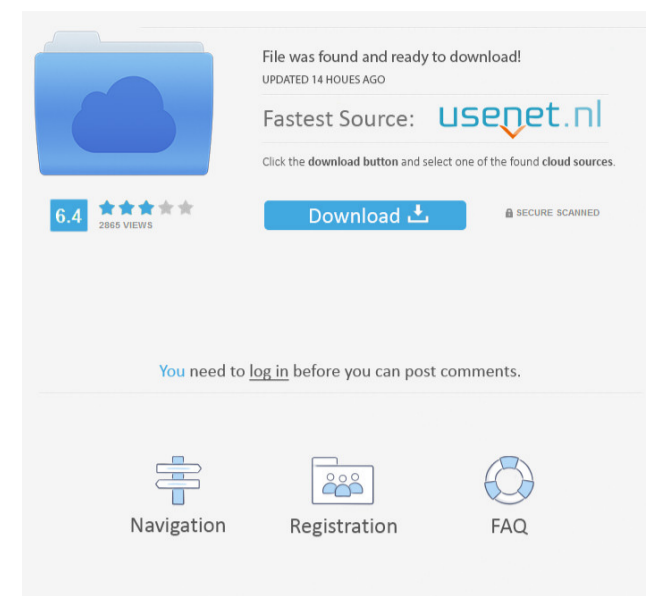 File was found and ready to download!
UPDATED 14 HOUES AGO
Fastest Source: usenet.nl
Click the download button and select one of the found cloud sources.
6.4
2865 VIEWS
Download
SECURE SCANNED
You need to log in before you can post comments.
Navigation
Registration
FAQ